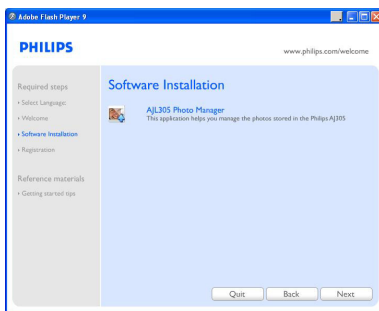 Adobe Flash Player 9
PHILIPS
www.philips.com/welcome
Required steps
• Select Language:
• Welcome
• Software Installation
• Registration
Reference materials
• Getting started tips
Software Installation
AJL305 Photo Manager
This application helps you manage the photos stored in the Philips AJ305
Quit
Back
Next